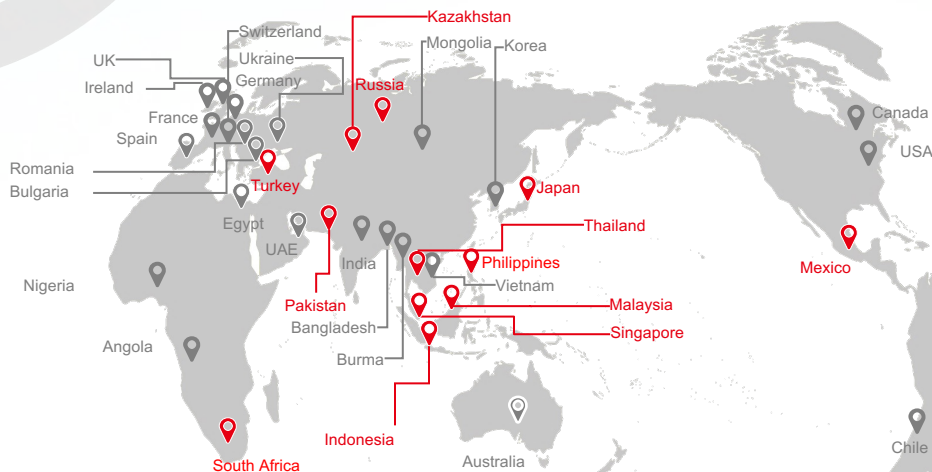 Kazakhstan
Switzerland
Mongolia
Korea
UK
Ukraine
Ireland
Germany
Russia
France
Canada
Spain
USA
Romania
Bulgaria
Turkey
Japan
Egypt
Thailand
UAE
India
Philippines
Mexico
Nigeria
Vietnam
Pakistan
Malaysia
Bangladesh
Singapore
Angola
Burma
Indonesia
Chile
Australia
South Africa